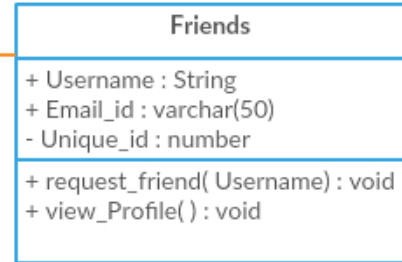 Friends
+ Username : String
+ Email_id : varchar(50)
- Unique_id : number
+ request_friend( Username) : void
+ view_Profile( ) : void